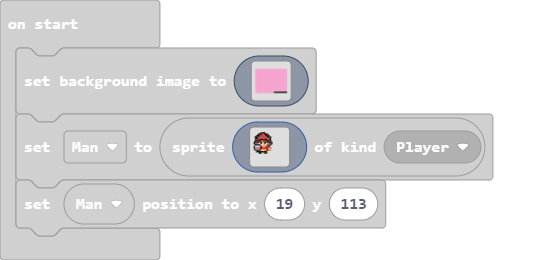 on start
set background image to
set Man to sprite of kind Player
set Man position to x 19 y 113